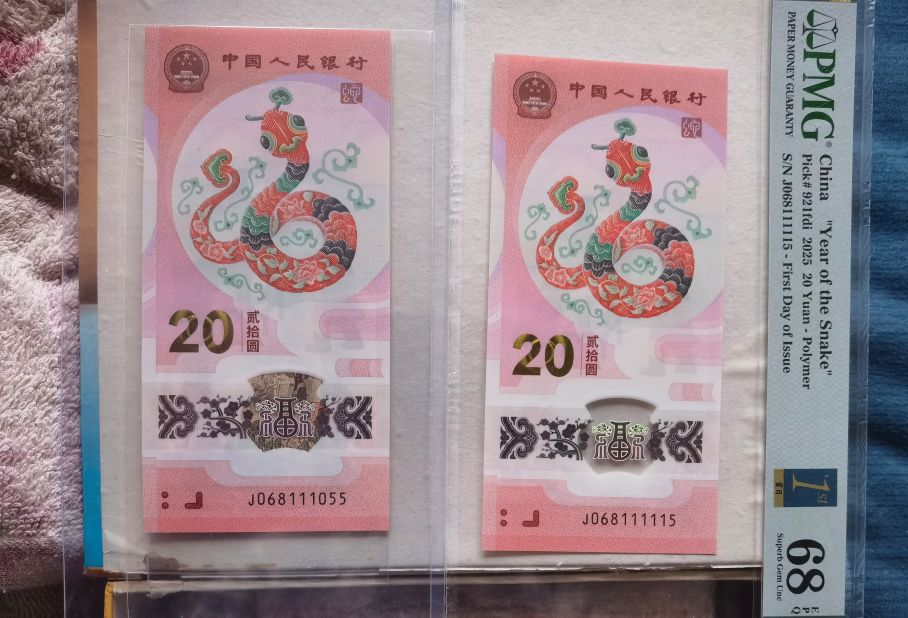 中国人民银行
20
贰拾圆
J068111055
中国人民银行
20
贰拾圆
J068111115
PMG
PAPER MONEY GUARANTY
China "Year of the Snake"
Pick# 921fdi 2025 20 Yuan - Polymer
S/N J068111115 - First Day of Issue
1st
首日
68 EPQ
Superb Gem Unc